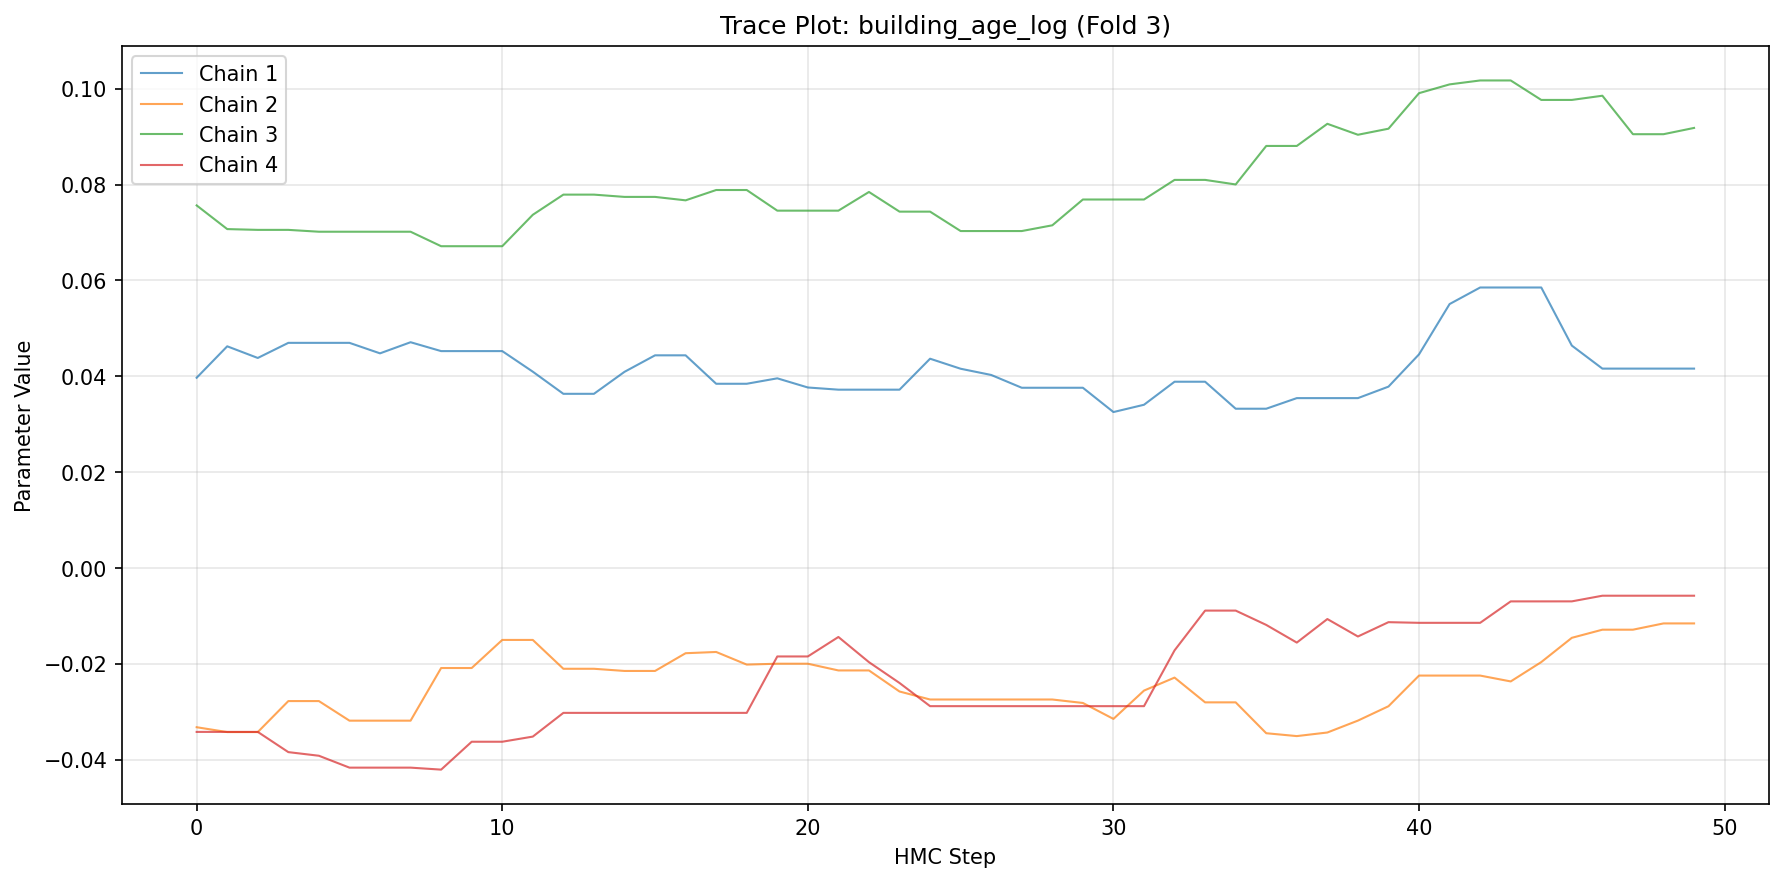 Trace Plot: building_age_log (Fold 3)
Chain 1
Chain 2
Chain 3
Chain 4
0.10
0.08
0.06
0.04
0.02
0.00
−0.02
−0.04
Parameter Value
0 10 20 30 40 50
HMC Step